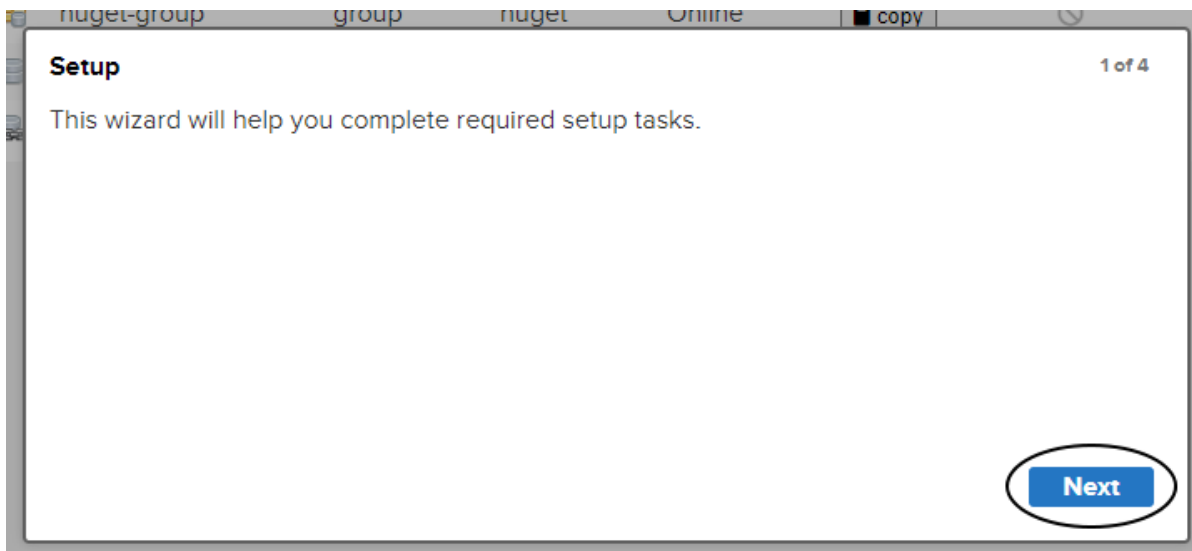 nuget-group group nuget Online copy
Setup 1 of 4
This wizard will help you complete required setup tasks.
Next